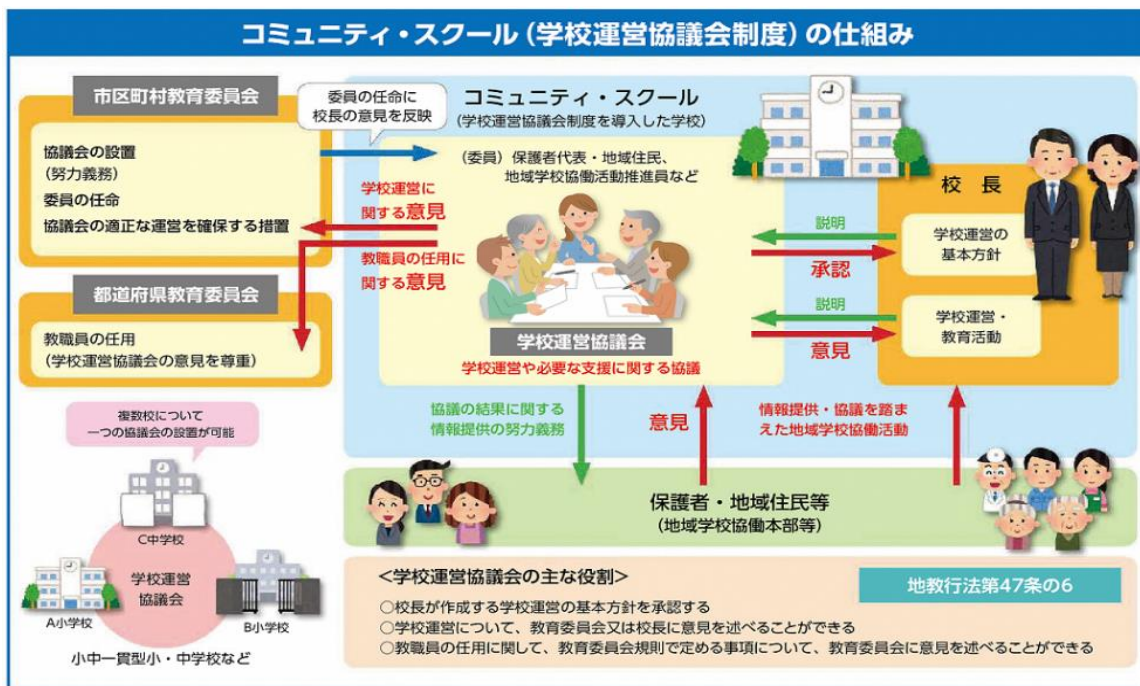 コミュニティ・スクール(学校運営協議会制度)の仕組み
市区町村教育委員会
協議会の設置
(努力義務)
委員の任命
協議会の適正な運営を確保する措置
都道府県教育委員会
教職員の任用
(学校運営協議会の意見を尊重)
委員の任命に
校長の意見を反映
コミュニティ・スクール
(学校運営協議会制度を導入した学校)
(委員)保護者代表・地域住民、
地域学校協働活動推進員など
学校運営に
関する意見
教職員の任用に
関する意見
学校運営協議会
学校運営や必要な支援に関する協議
説明
承認
説明
意見
校長
学校運営の
基本方針
学校運営・
教育活動
協議の結果に関する
情報提供の努力義務
意見
情報提供・協議を踏ま
えた地域学校協働活動
保護者・地域住民等
(地域学校協働本部等)
複数校について
一つの協議会の設置が可能
C中学校
学校運営
協議会
A小学校
B小学校
小中一貫型小・中学校など
<学校運営協議会の主な役割>
地教行法第47条の6
○校長が作成する学校運営の基本方針を承認する
○学校運営について、教育委員会又は校長に意見を述べることができる
○教職員の任用に関して、教育委員会規則で定める事項について、教育委員会に意見を述べることができる